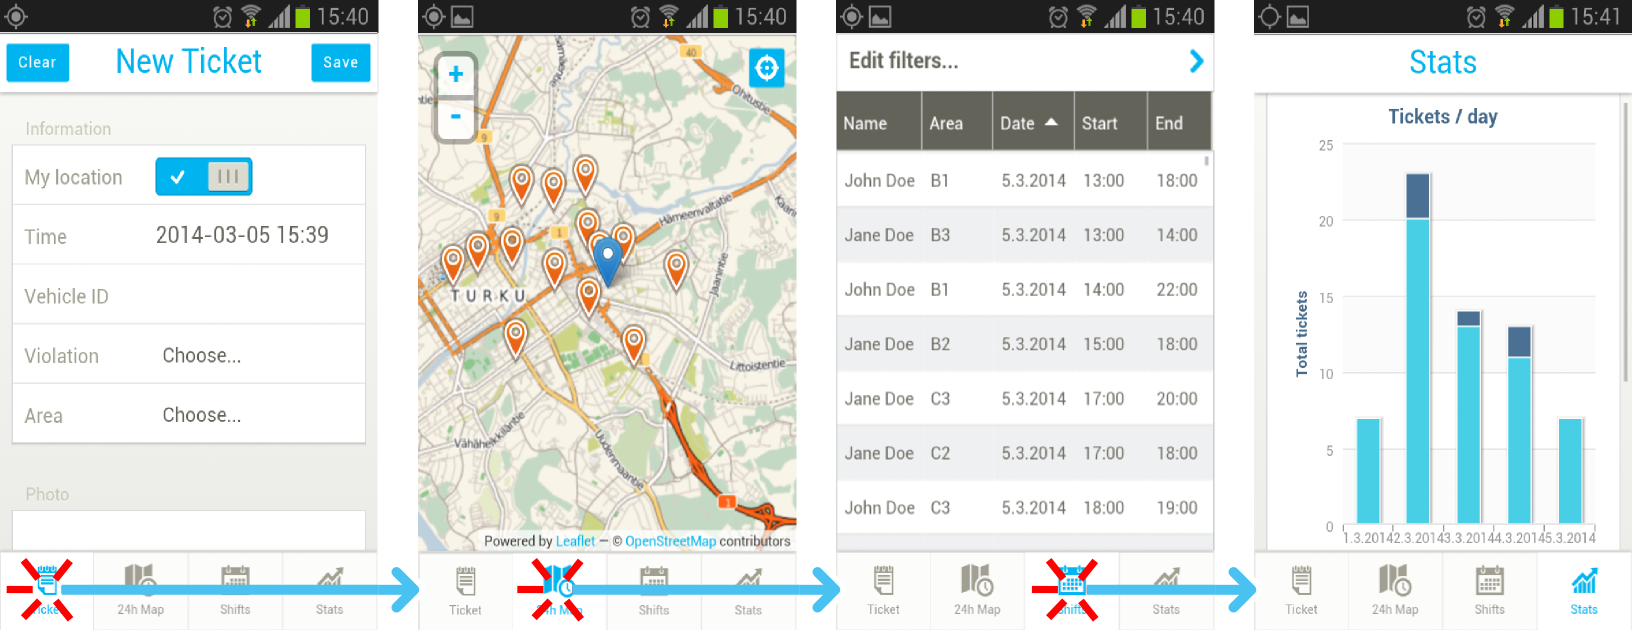 15:40
Clear New Ticket Save
Information
My location
Time 2014-03-05 15:39
Vehicle ID
Violation Choose...
Area Choose...
Photo
24h Map Shifts Stats
15:40
+
-
40
9
9
1
1
Ohitustie
Hämeenvaltatie
Jaanintie
TURKU
Littoistentie
Vähäheikkiläntie
Uudenmaantie
Powered by Leaflet — © OpenStreetMap contributors
Ticket Shifts Stats
15:40
Edit filters...
Name Area Date Start End
John Doe B1 5.3.2014 13:00 18:00
Jane Doe B3 5.3.2014 13:00 14:00
John Doe B1 5.3.2014 14:00 22:00
Jane Doe B2 5.3.2014 15:00 18:00
Jane Doe C3 5.3.2014 17:00 20:00
Jane Doe C2 5.3.2014 17:00 18:00
John Doe C3 5.3.2014 18:00 19:00
Ticket 24h Map Stats
15:41
Stats
Tickets / day
Total tickets
25
20
15
10
5
0
1.3.2014 2.3.2014 3.3.2014 4.3.2014 5.3.2014
Ticket 24h Map Shifts Stats